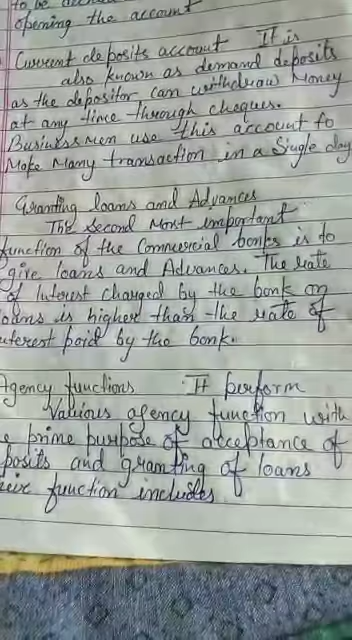 to be
opening the account
Current deposits account It is
also known as demand deposits
as the depositor can withdraw Money
at any time through cheques.
Businessmen use this account to
Make Many transaction in a Single day
Granting loans and Advances
The Second Most important
function of the Commercial banks is to
give loans and Advances. The rate
of Interest charged by the bank on
loans is higher than the rate of
nterest paid by the bank.
Agency functions It perform
Various agency function with
e prime purpose of acceptance of
posits and granting of loans
function includes